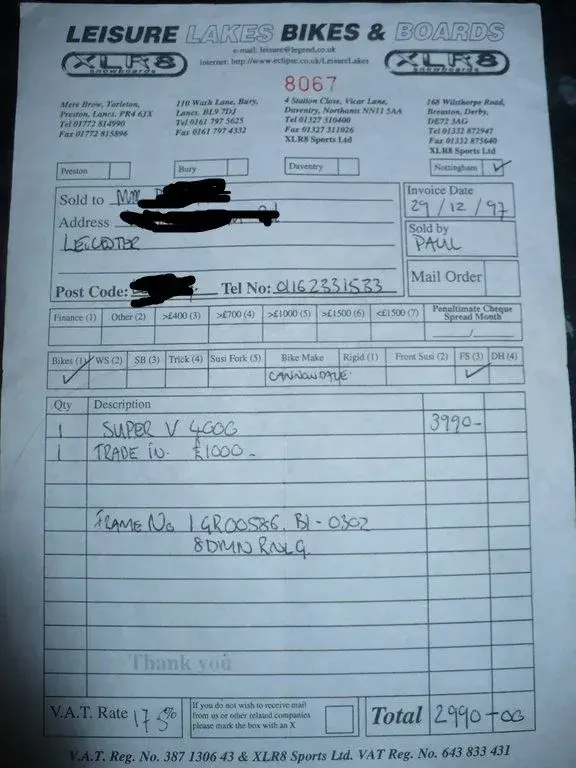 LEISURE LAKES BIKES & BOARDS
e-mail: leisure@legend.co.uk
Internet: http://www.eclipse.co.uk/LeisureLakes
XLR8 snowboards
XLR8 snowboards
8067
Mere Brow, Tarleton,
Preston, Lancs. PR4 6JX
Tel 01772 814990
Fax 01772 815896
110 Wash Lane, Bury,
Lancs. BL9 7DJ
Tel 0161 797 5625
Fax 0161 797 4332
4 Station Close, Vicar Lane,
Daventry, Northants NN11 5AA
Tel 01327 310400
Fax 01327 311026
XLR8 Sports Ltd
168 Wilsthorpe Road,
Breaston, Derby,
DE72 3AG
Tel 01332 872947
Fax 01332 875640
XLR8 Sports Ltd
Preston
Bury
Daventry
Nottingham ✓
Sold to
Address
LEICESTER
Post Code: Tel No: 01162331533
Invoice Date
29/12/97
Sold by
PAUL
Mail Order
Finance (1) Other (2) >£400 (3) >£700 (4) >£1000 (5) >£1500 (6) <£1500 (7) Penultimate Cheque
Spread Month
Bikes (1) WS (2) SB (3) Trick (4) Susi Fork (5) Bike Make Rigid (1) Front Susi (2) FS (3) DH (4)
✓ CANNONDALE ✓
Qty Description
1 SUPER V 4000 3990-
1 TRADE IN. £1000-
FRAME No 1GR00586. B1-0302
8DMN RNLG
Thank you
V.A.T. Rate 17.5%
If you do not wish to receive mail
from us or other related companies
please mark the box with an X
Total 2990-00
V.A.T. Reg. No. 387 1306 43 & XLR8 Sports Ltd. VAT Reg. No. 643 833 431